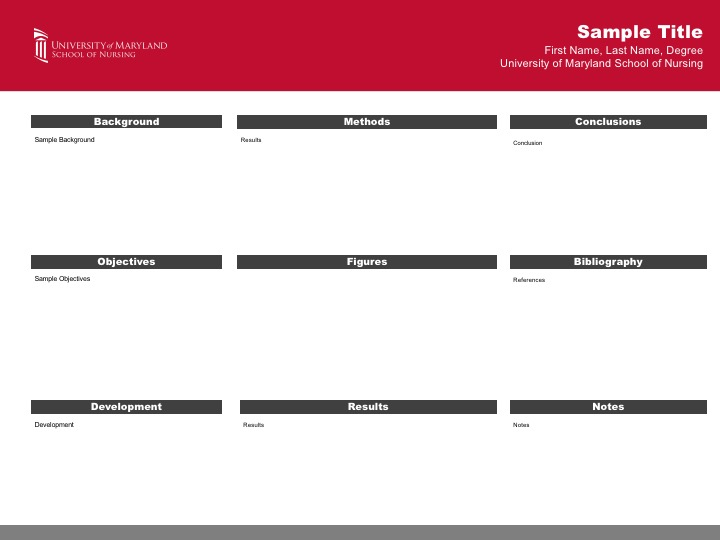 UNIVERSITY of MARYLAND
SCHOOL OF NURSING
Sample Title
First Name, Last Name, Degree
University of Maryland School of Nursing
Background
Sample Background
Objectives
Sample Objectives
Development
Development
Methods
Results
Figures
Results
Results
Conclusions
Conclusion
Bibliography
References
Notes
Notes